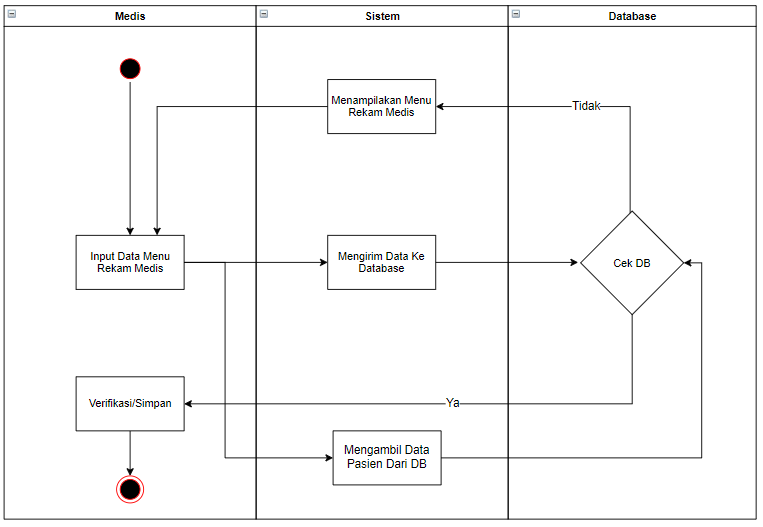 Medis
Sistem
Database
Menampilakan Menu
Rekam Medis
Tidak
Input Data Menu
Rekam Medis
Mengirim Data Ke
Database
Cek DB
Verifikasi/Simpan
Ya
Mengambil Data
Pasien Dari DB